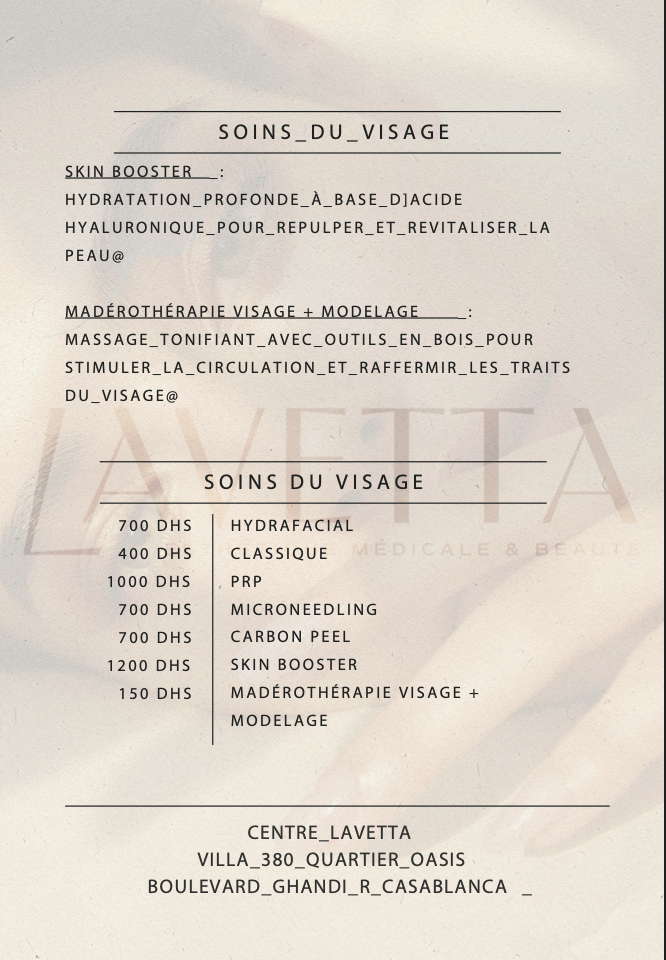 SOINS_DU_VISAGE
SKIN BOOSTER __:
HYDRATATION_PROFONDE_À_BASE_D]ACIDE
HYALURONIQUE_POUR_REPULPER_ET_REVITALISER_LA
PEAU@
MADÉROTHÉRAPIE VISAGE + MODELAGE ____:
MASSAGE_TONIFIANT_AVEC_OUTILS_EN_BOIS_POUR
STIMULER_LA_CIRCULATION_ET_RAFFERMIR_LES_TRAITS
DU_VISAGE@
LAVETTA
MÉDICALE & BEAUTÉ
SOINS DU VISAGE
700 DHS HYDRAFACIAL
400 DHS CLASSIQUE
1000 DHS PRP
700 DHS MICRONEEDLING
700 DHS CARBON PEEL
1200 DHS SKIN BOOSTER
150 DHS MADÉROTHÉRAPIE VISAGE +
MODELAGE
CENTRE_LAVETTA
VILLA_380_QUARTIER_OASIS
BOULEVARD_GHANDI_R_CASABLANCA _